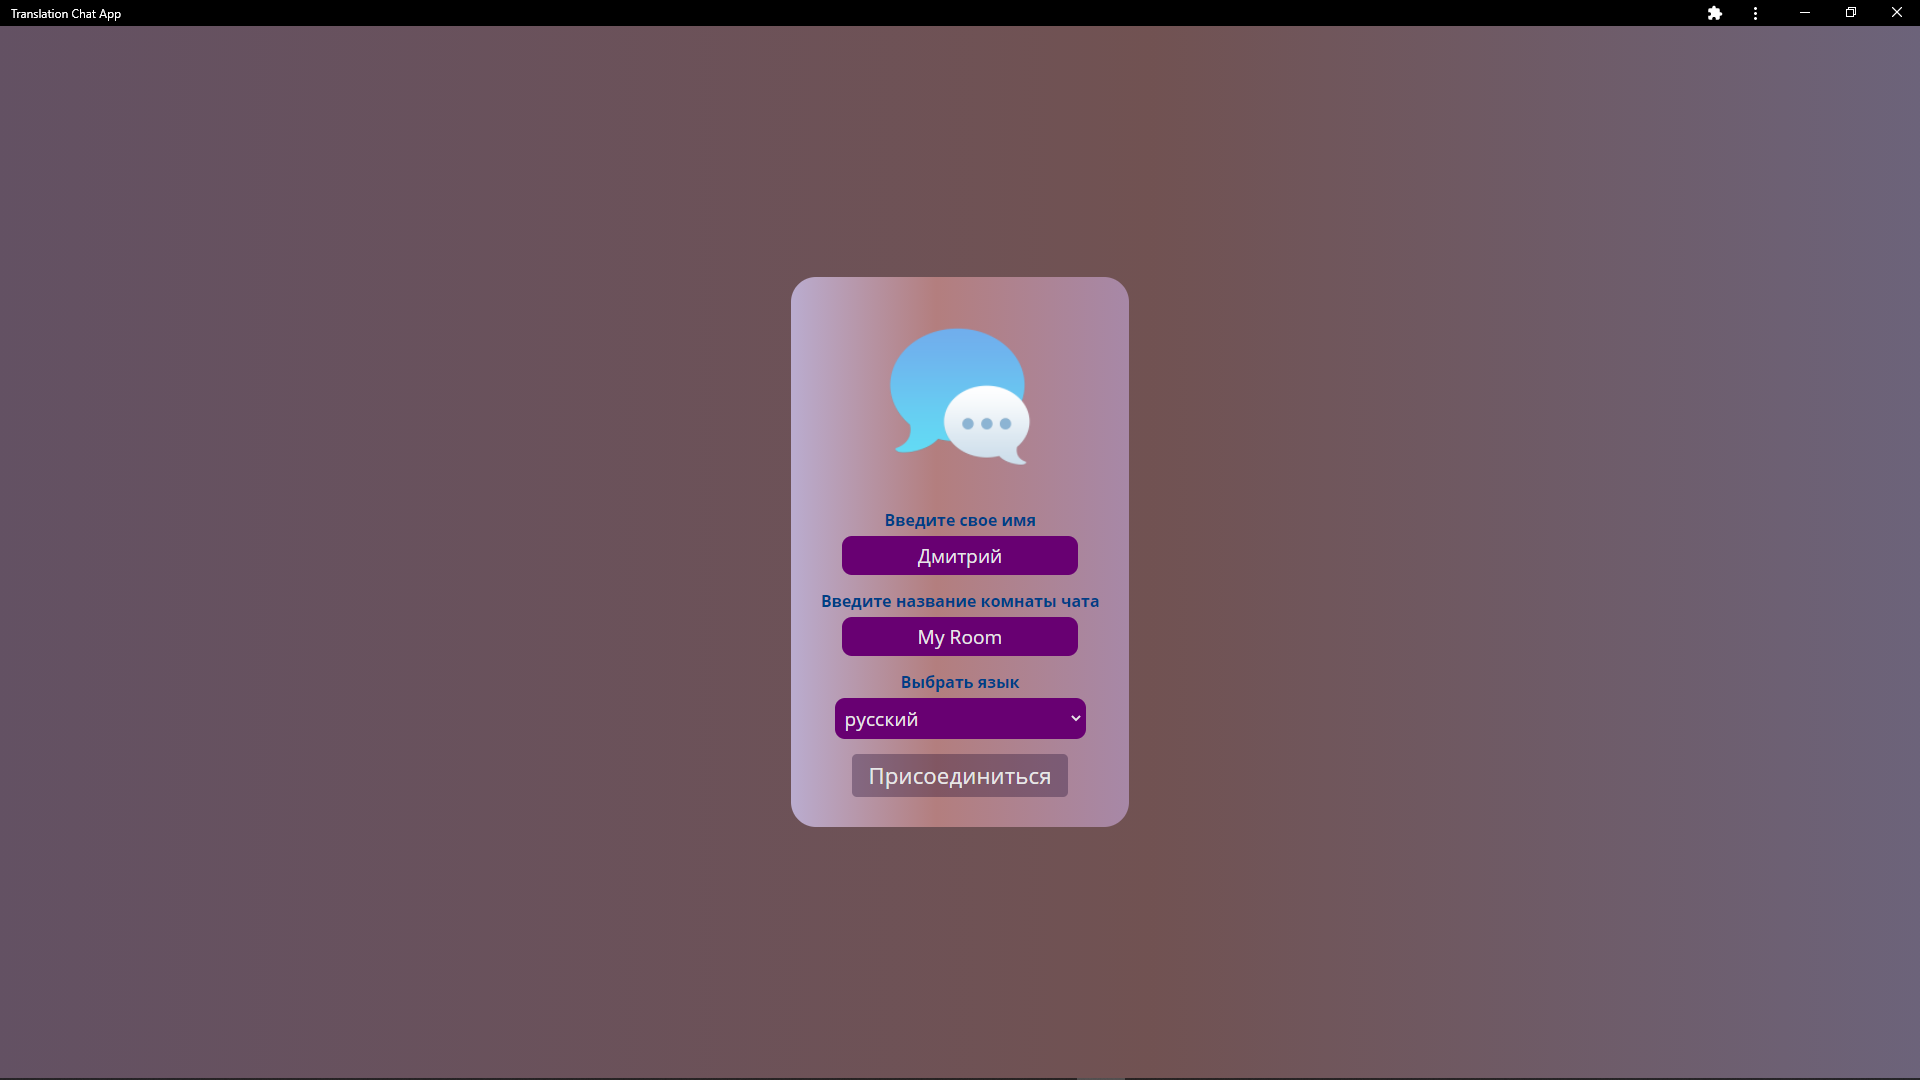 Translation Chat App
Введите свое имя
Дмитрий
Введите название комнаты чата
My Room
Выбрать язык
русский
Присоединиться